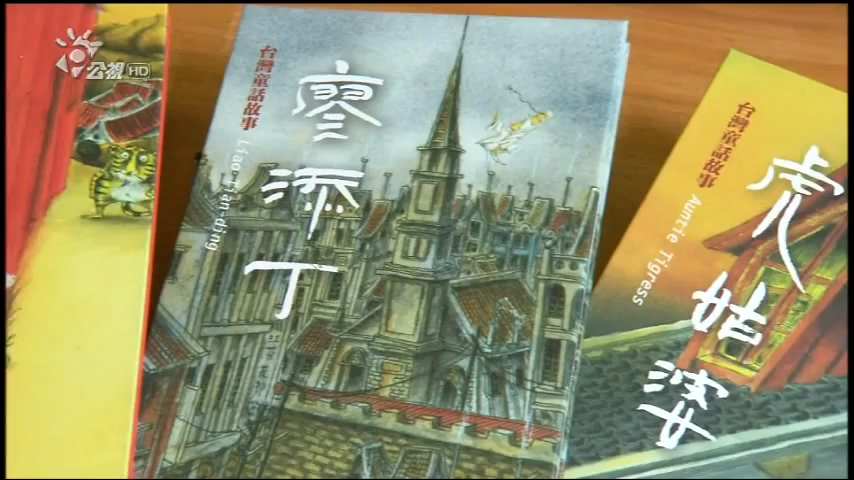 公視HD
台灣童話故事
廖添丁
Liao Tian-ding
台灣童話故事
虎姑婆
Auntie Tigress